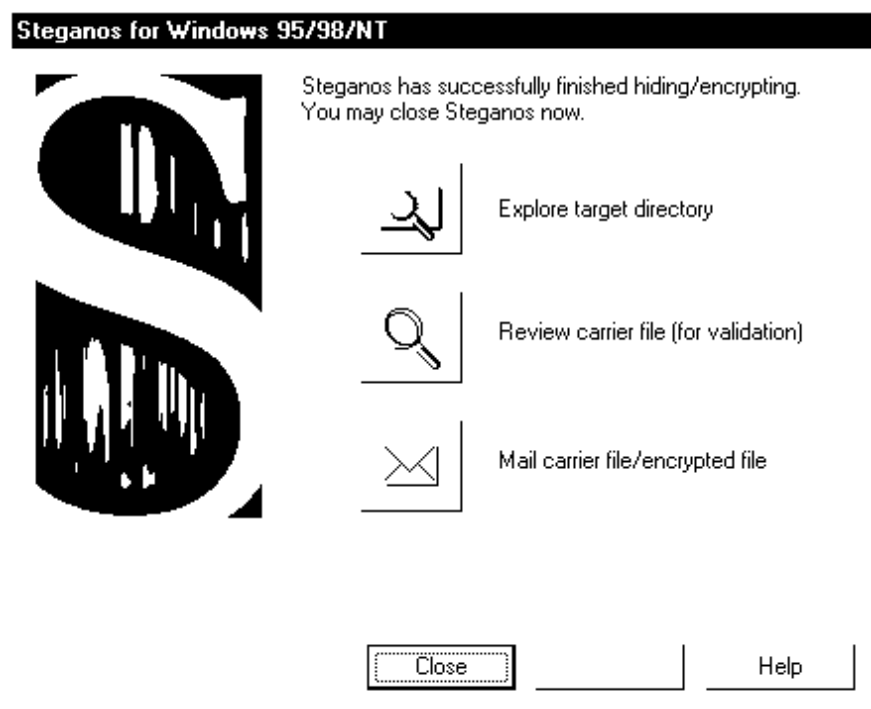 Steganos for Windows 95/98/NT
Steganos has successfully finished hiding/encrypting.
You may close Steganos now.
Explore target directory
Review carrier file (for validation)
Mail carrier file/encrypted file
Close
Help